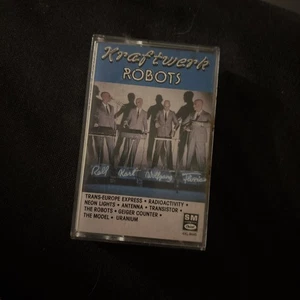 Kraftwerk
ROBOTS
Ralf Karl Wolfgang Florian
TRANS-EUROPE EXPRESS • RADIOACTIVITY •
NEON LIGHTS • ANTENNA • TRANSISTOR •
THE ROBOTS • GEIGER COUNTER •
THE MODEL • URANIUM
SM